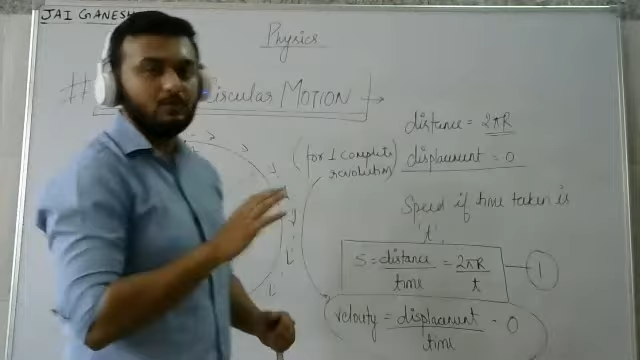 JAI GANESH
Physics
## CIRCULAR MOTION
distance = 2πR
(for 1 complete revolution) displacement = 0
Speed if time taken is
't'.
S = distance/time = 2πR/t — 1
velocity = displacement/time = 0